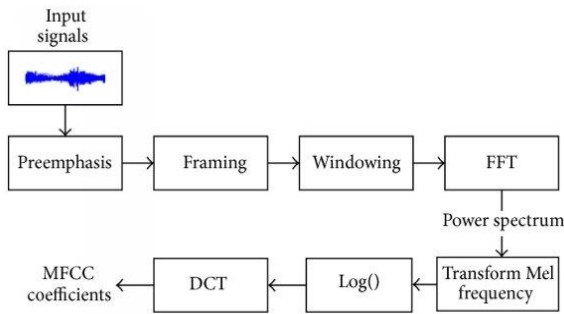 Input
signals
Preemphasis
Framing
Windowing
FFT
Power spectrum
Transform Mel
frequency
Log()
DCT
MFCC
coefficients